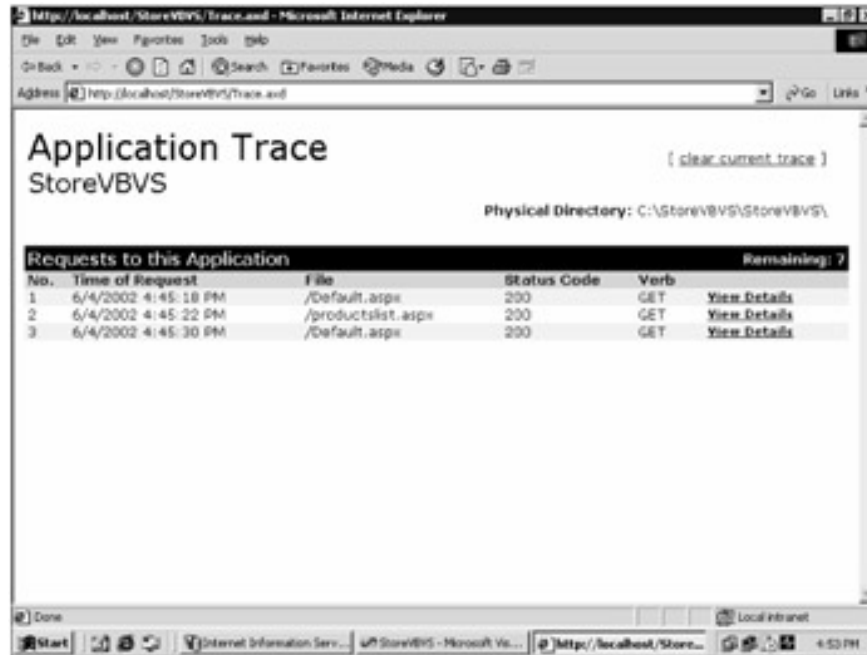 http://localhost/StoreVBVS/Trace.axd - Microsoft Internet Explorer
File Edit View Favorites Tools Help
Back Search Favorites Media
Address http://localhost/StoreVBVS/Trace.axd Go Links
Application Trace
[ clear current trace ]
StoreVBVS
Physical Directory: C:\StoreVBVS\StoreVBVS\
Requests to this Application Remaining: 7
No. Time of Request File Status Code Verb
1 6/4/2002 4:45:18 PM /Default.aspx 200 GET View Details
2 6/4/2002 4:45:22 PM /productslist.aspx 200 GET View Details
3 6/4/2002 4:45:30 PM /Default.aspx 200 GET View Details
Done Local intranet
Start Internet Information Serv... StoreVBVS - Microsoft Vis... http://localhost/Store... 4:53 PM